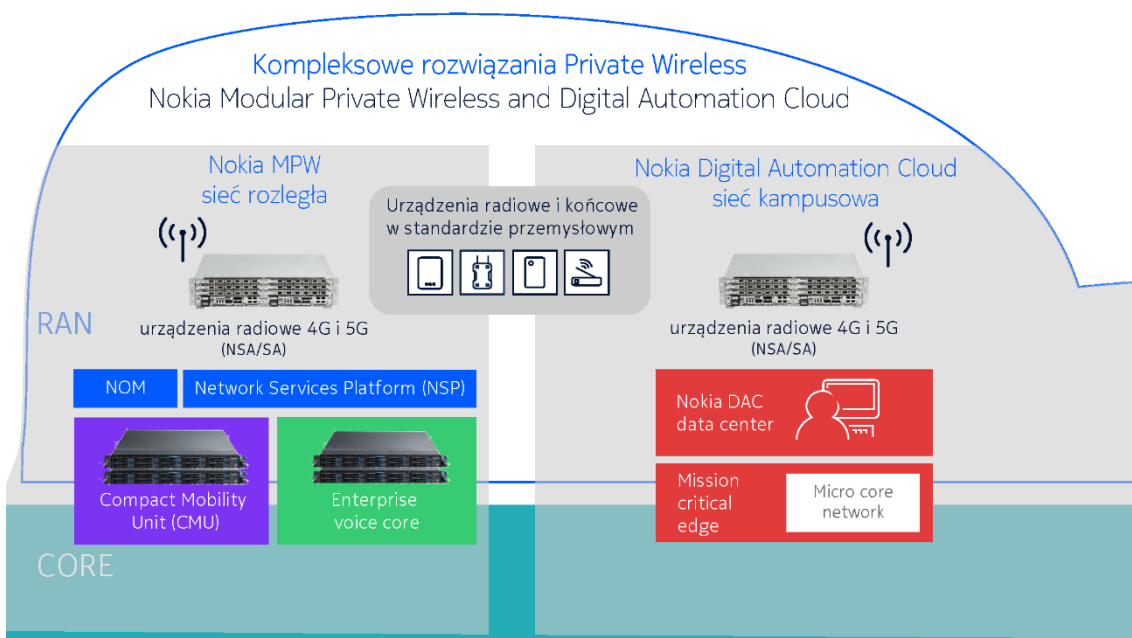 Kompleksowe rozwiązania Private Wireless
Nokia Modular Private Wireless and Digital Automation Cloud
Nokia MPW
sieć rozległa
Urządzenia radiowe i końcowe
w standardzie przemysłowym
Nokia Digital Automation Cloud
sieć kampusowa
RAN
urządzenia radiowe 4G i 5G
(NSA/SA)
urządzenia radiowe 4G i 5G
(NSA/SA)
NOM
Network Services Platform (NSP)
Compact Mobility
Unit (CMU)
Enterprise
voice core
Nokia DAC
data center
Mission
critical
edge
Micro core
network
CORE